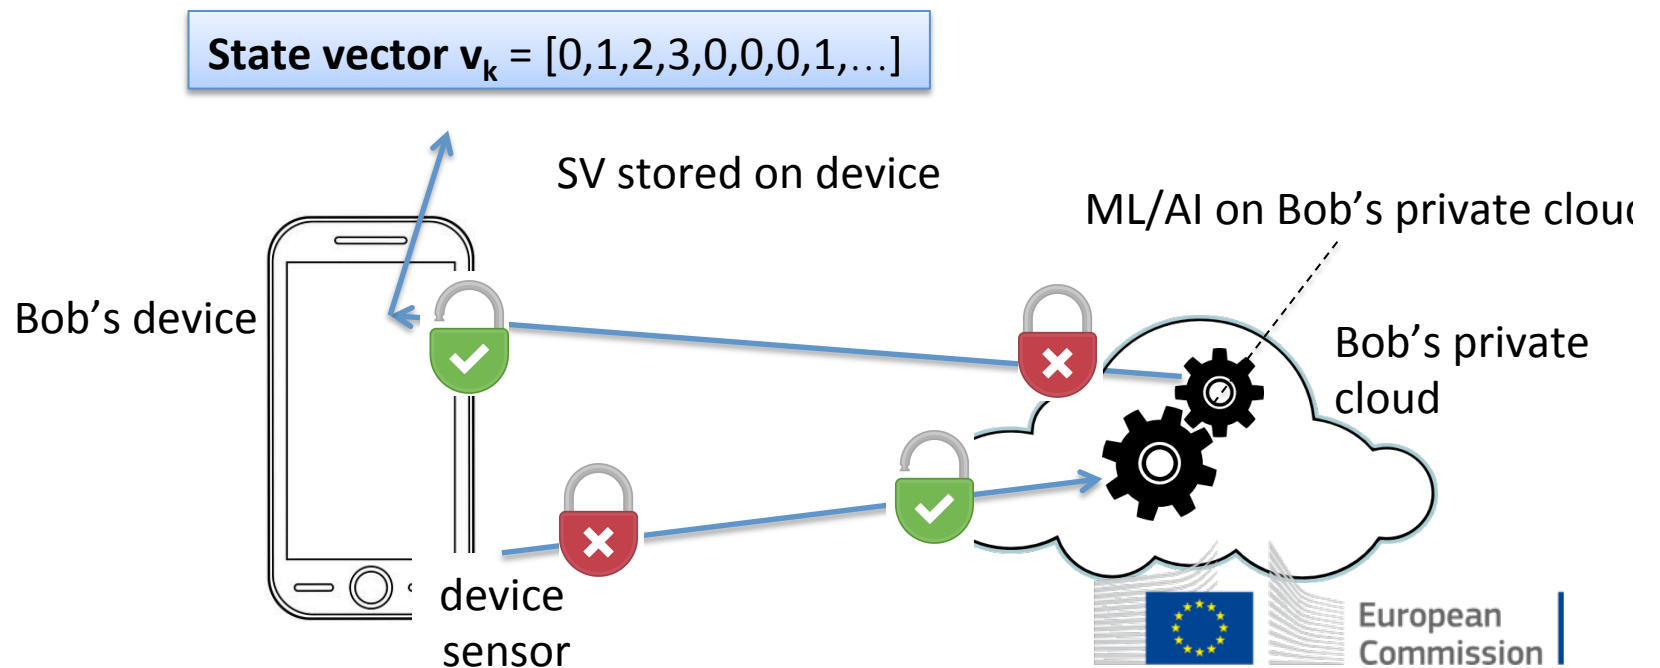 State vector vk = [0,1,2,3,0,0,0,1,...]
SV stored on device
ML/AI on Bob's private clou
Bob's device
Bob's private
cloud
device
sensor
European
Commission